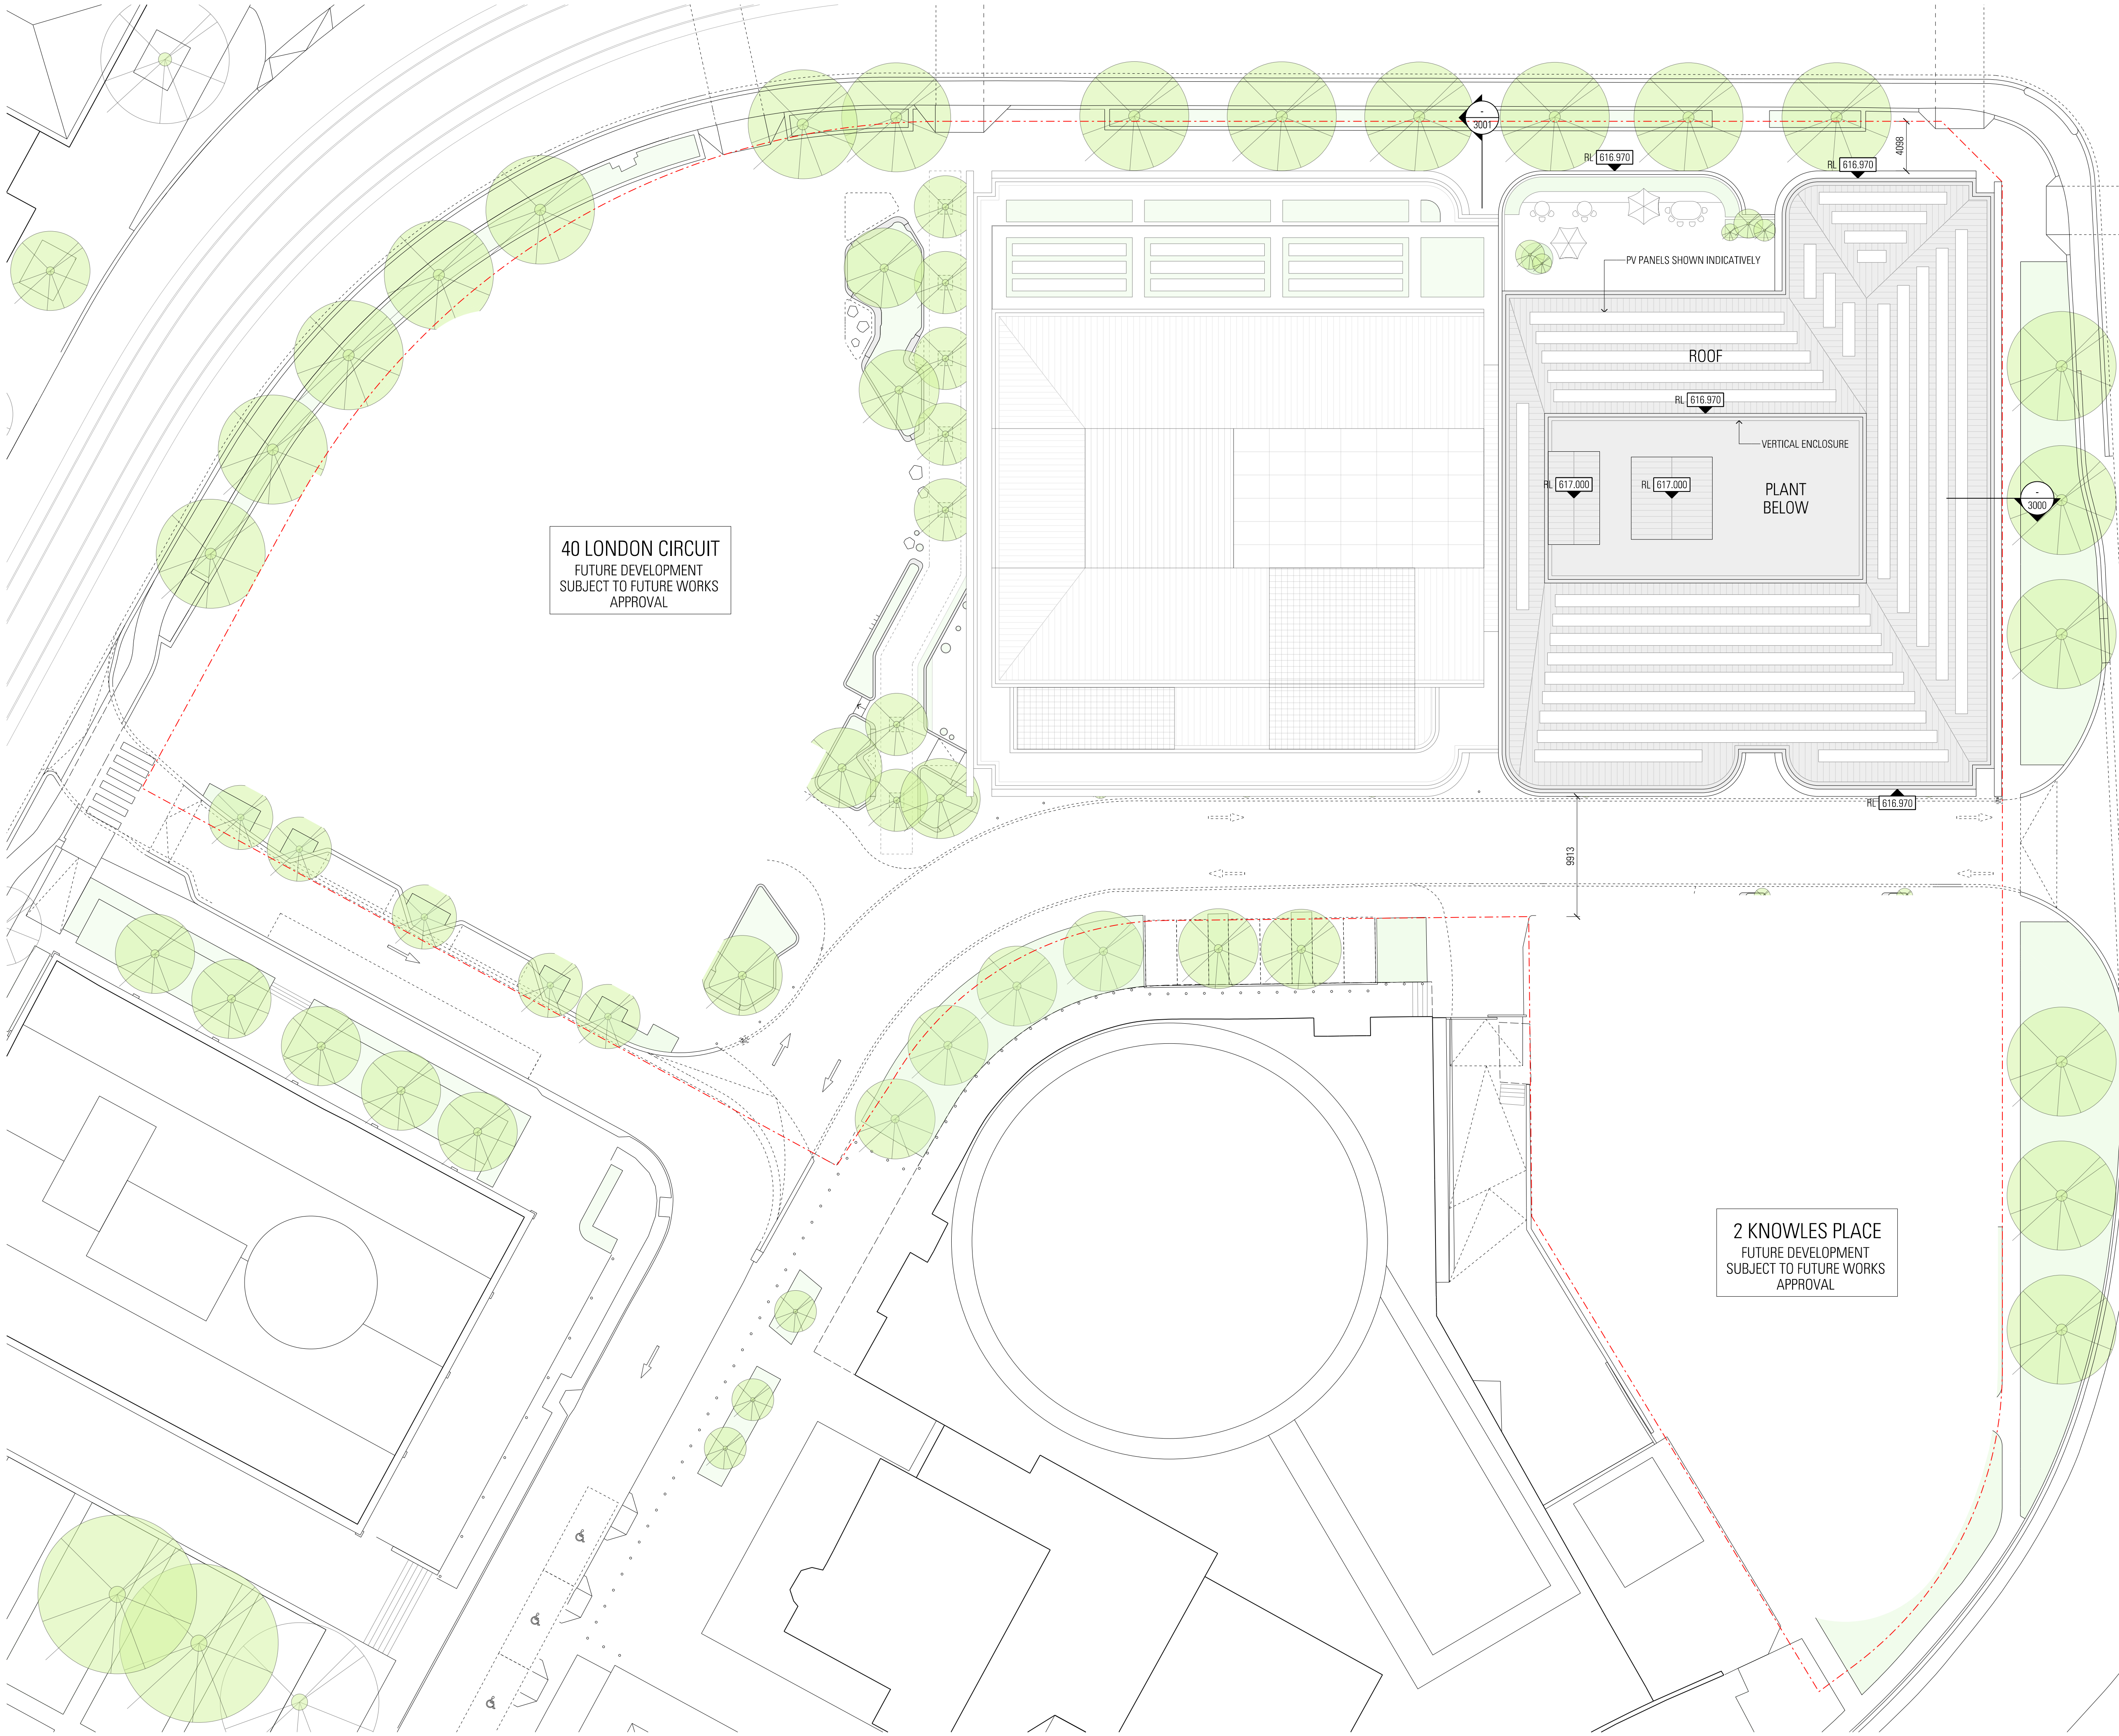 -
3001
4098
RL 616.970
RL 616.970
PV PANELS SHOWN INDICATIVELY
ROOF
RL 616.970
VERTICAL ENCLOSURE
RL 617.000
RL 617.000
PLANT
BELOW
-
3000
40 LONDON CIRCUIT
FUTURE DEVELOPMENT
SUBJECT TO FUTURE WORKS
APPROVAL
RL 616.970
9913
2 KNOWLES PLACE
FUTURE DEVELOPMENT
SUBJECT TO FUTURE WORKS
APPROVAL